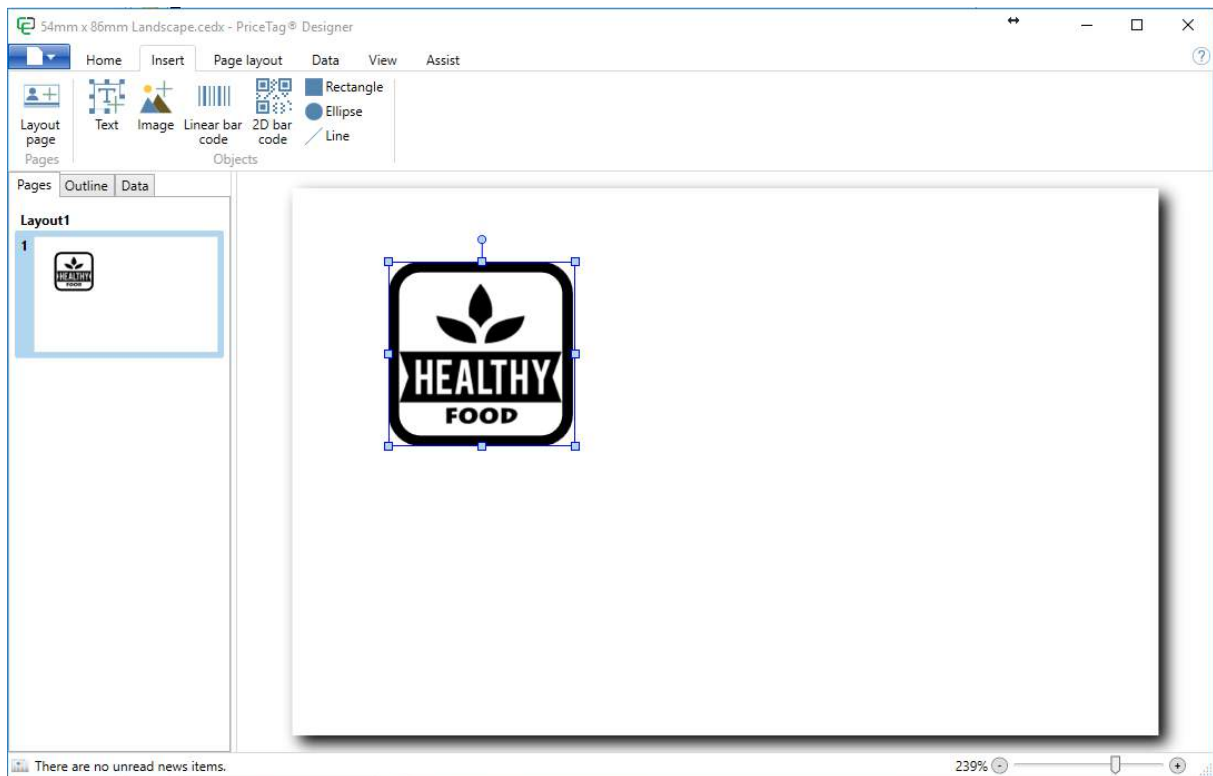 54mm x 86mm Landscape.cedx - PriceTag® Designer
Home Insert Page layout Data View Assist
Layout page
Text
Image
Linear bar code
2D bar code
Rectangle
Ellipse
Line
Pages
Objects
Pages Outline Data
Layout1
1
HEALTHY
FOOD
HEALTHY
FOOD
There are no unread news items.
239%